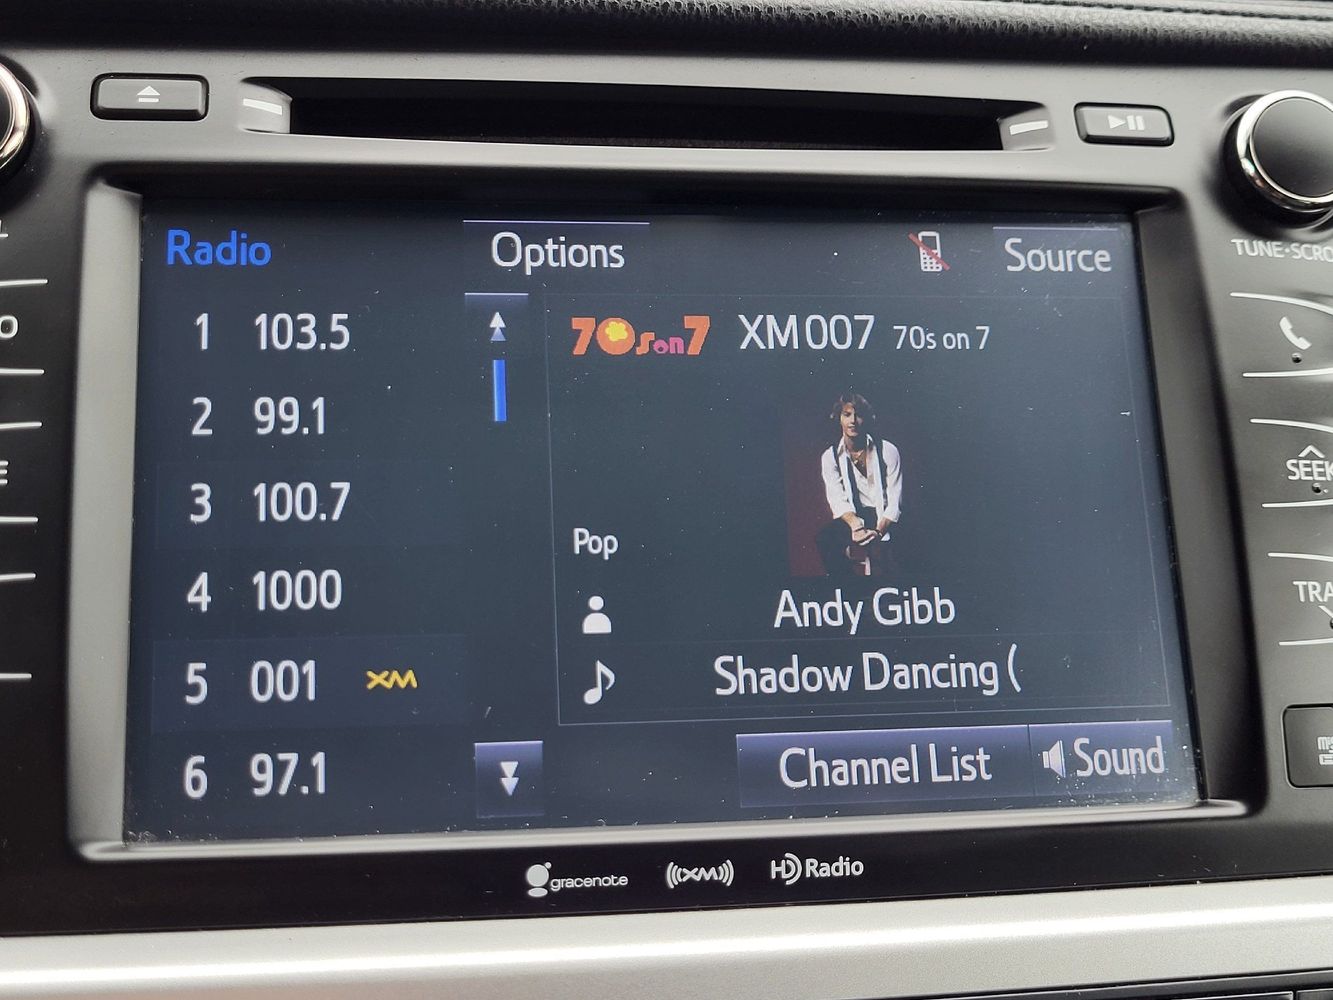 Radio
Options
Source
1 103.5
2 99.1
3 100.7
4 1000
5 001 XM
6 97.1
70s on 7 XM007 70s on 7
Pop
Andy Gibb
Shadow Dancing (
Channel List
Sound
gracenote
((XM))
HD Radio
TUNE•SCRO
SEEK
TRA